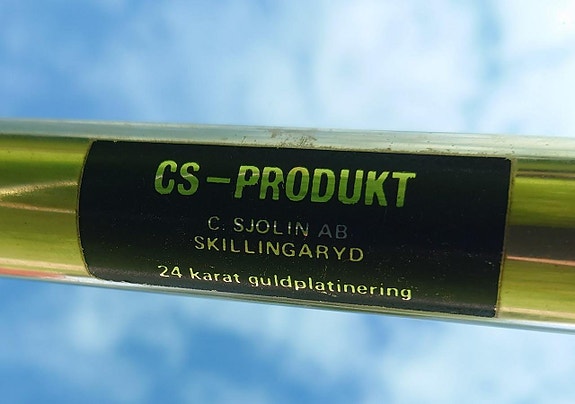 CS-PRODUKT
C. SJOLIN AB
SKILLINGARYD
24 karat guldplatinering